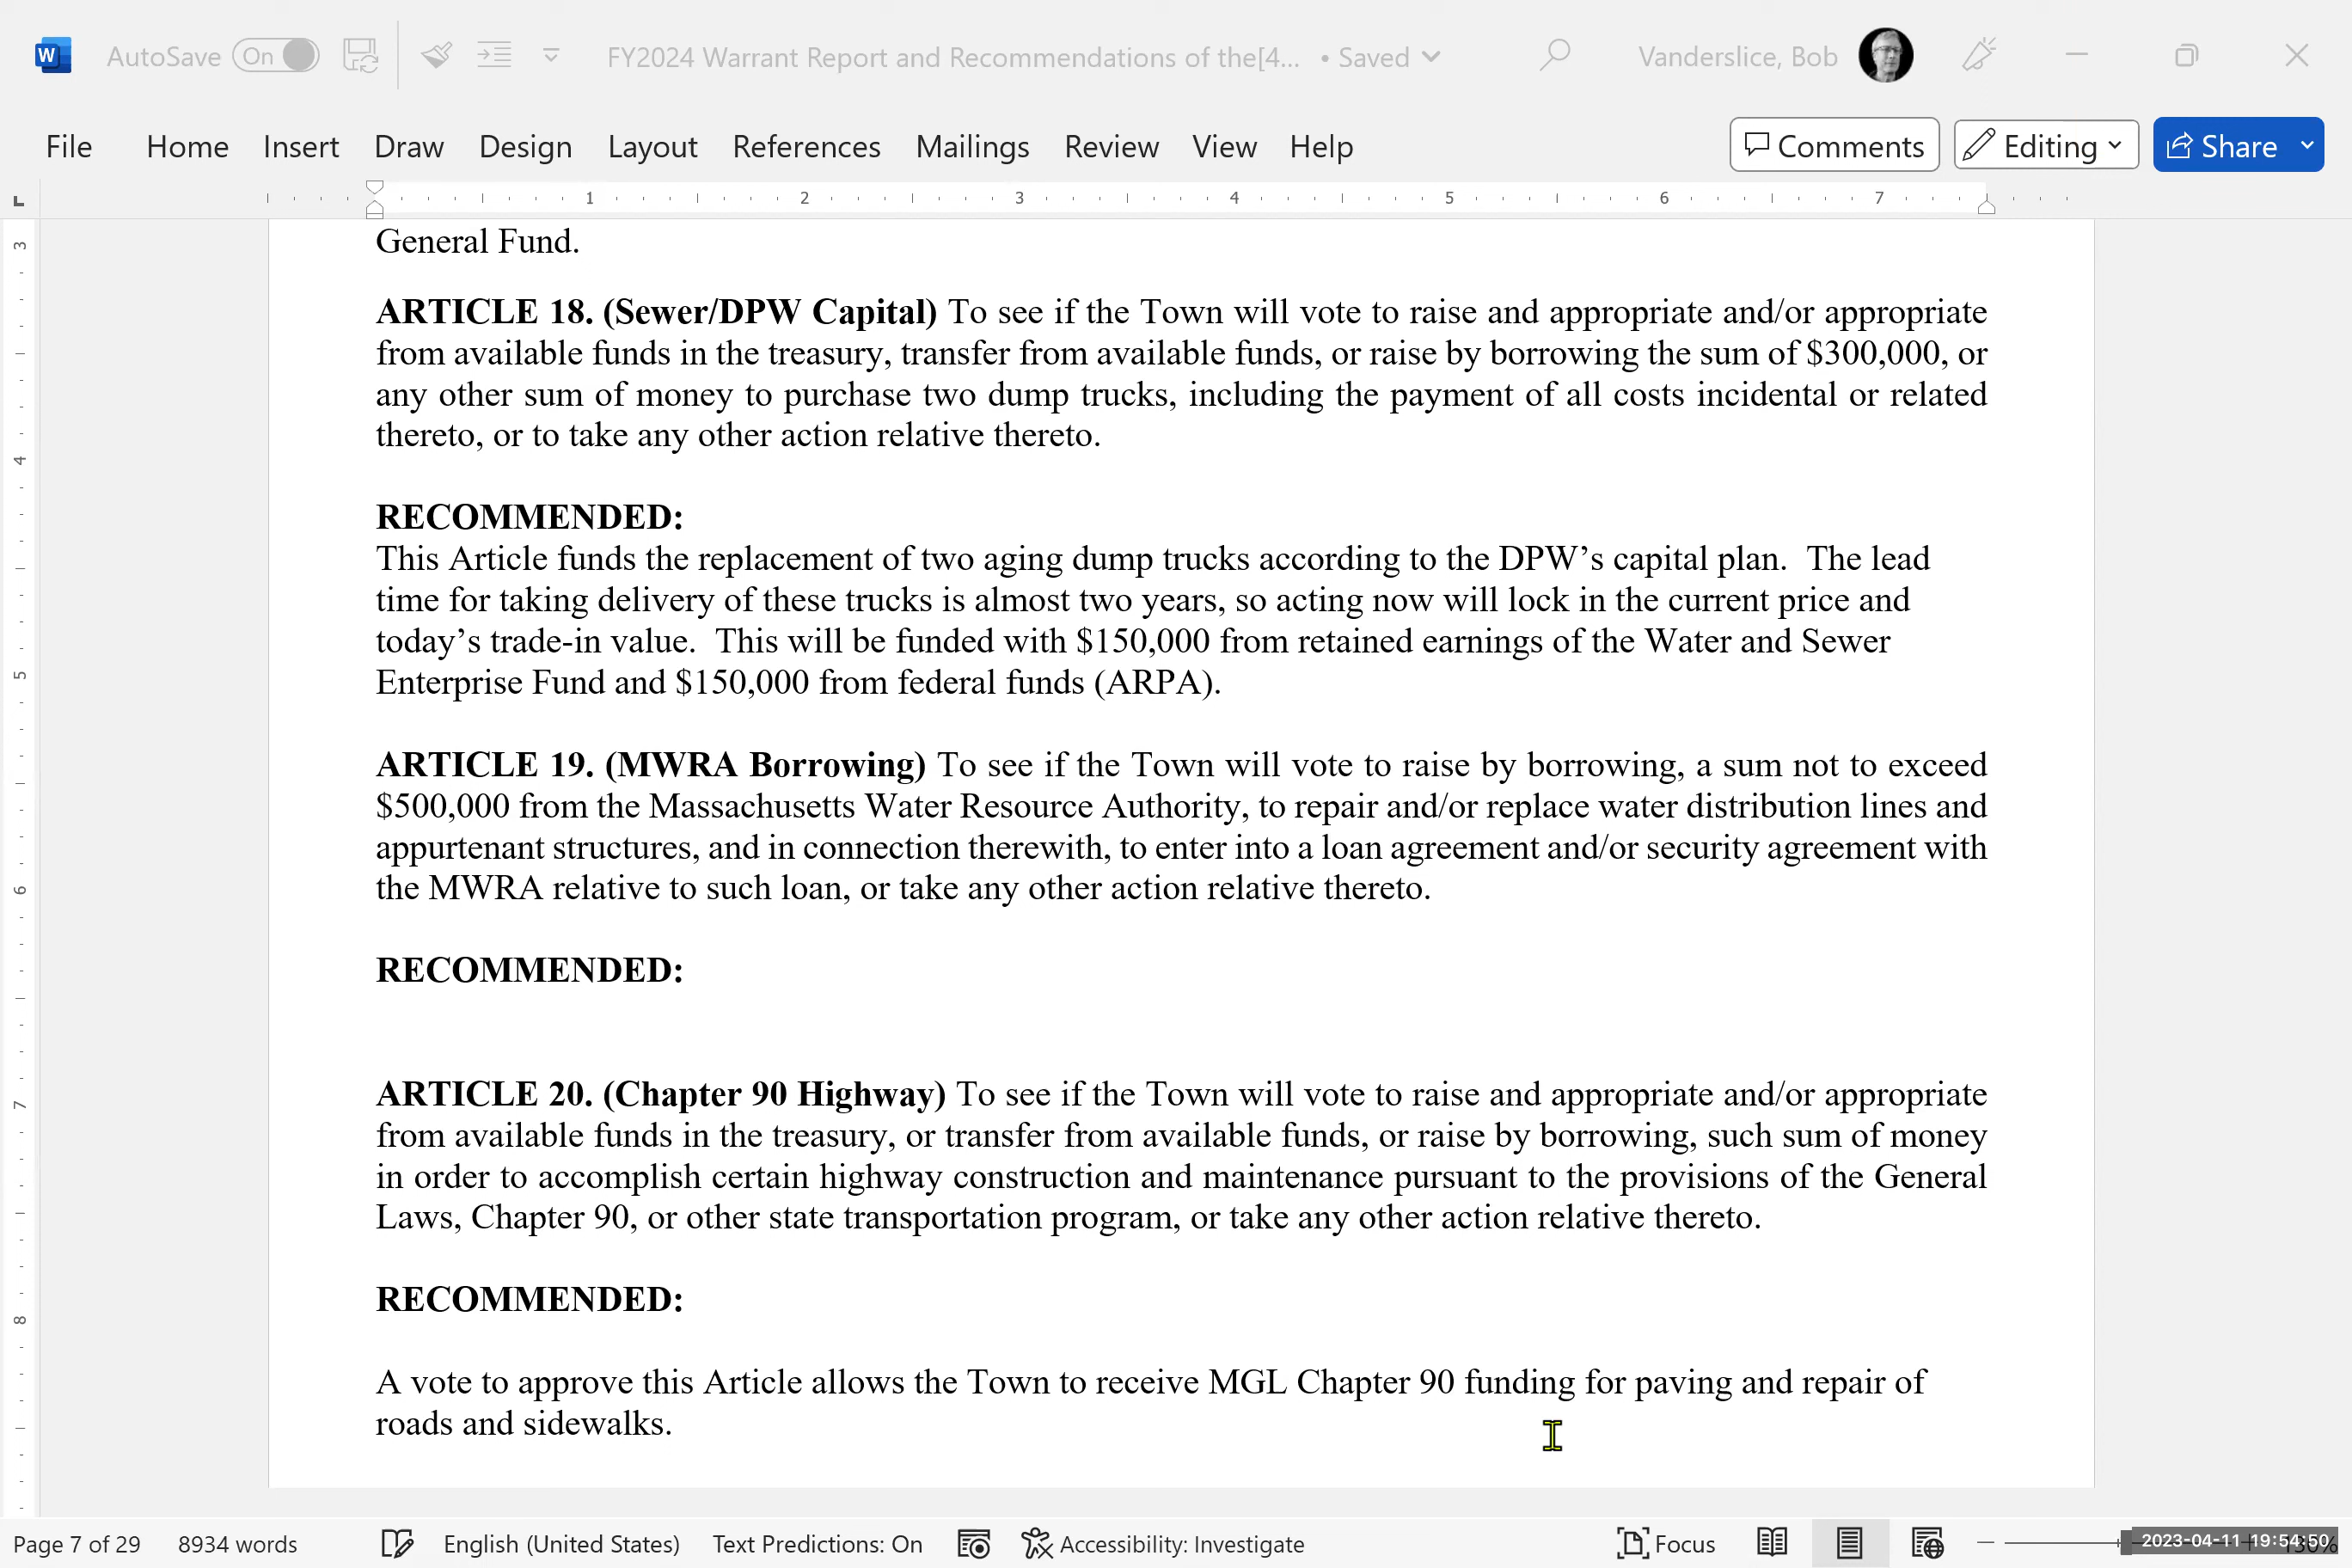 AutoSave On FY2024 Warrant Report and Recommendations of the[4... • Saved Vanderslice, Bob
File Home Insert Draw Design Layout References Mailings Review View Help Comments Editing Share
1 2 3 4 5 6 7
General Fund.
ARTICLE 18. (Sewer/DPW Capital) To see if the Town will vote to raise and appropriate and/or appropriate
from available funds in the treasury, transfer from available funds, or raise by borrowing the sum of $300,000, or
any other sum of money to purchase two dump trucks, including the payment of all costs incidental or related
thereto, or to take any other action relative thereto.
RECOMMENDED:
This Article funds the replacement of two aging dump trucks according to the DPW’s capital plan.  The lead
time for taking delivery of these trucks is almost two years, so acting now will lock in the current price and
today’s trade-in value.  This will be funded with $150,000 from retained earnings of the Water and Sewer
Enterprise Fund and $150,000 from federal funds (ARPA).
ARTICLE 19. (MWRA Borrowing) To see if the Town will vote to raise by borrowing, a sum not to exceed
$500,000 from the Massachusetts Water Resource Authority, to repair and/or replace water distribution lines and
appurtenant structures, and in connection therewith, to enter into a loan agreement and/or security agreement with
the MWRA relative to such loan, or take any other action relative thereto.
RECOMMENDED:
ARTICLE 20. (Chapter 90 Highway) To see if the Town will vote to raise and appropriate and/or appropriate
from available funds in the treasury, or transfer from available funds, or raise by borrowing, such sum of money
in order to accomplish certain highway construction and maintenance pursuant to the provisions of the General
Laws, Chapter 90, or other state transportation program, or take any other action relative thereto.
RECOMMENDED:
A vote to approve this Article allows the Town to receive MGL Chapter 90 funding for paving and repair of
roads and sidewalks.
3
4
5
6
7
8
Page 7 of 29 8934 words English (United States) Text Predictions: On Accessibility: Investigate Focus 2023-04-11 19:54:50